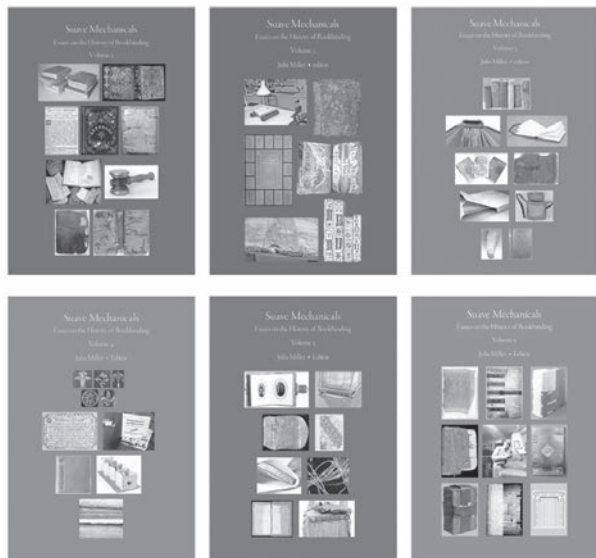 Suave Mechanicals
Essays on the History of Bookbinding
Volume 1
Suave Mechanicals
Essays on the History of Bookbinding
Volume 2
Julia Miller • editor
Suave Mechanicals
Essays on the History of Bookbinding
Volume 3
Julia Miller • editor
Suave Mechanicals
Essays on the History of Bookbinding
Volume 4
Julia Miller • Editor
Suave Mechanicals
Essays on the History of Bookbinding
Volume 5
Julia Miller • Editor
Suave Mechanicals
Essays on the History of Bookbinding
Volume 6
Julia Miller • Editor